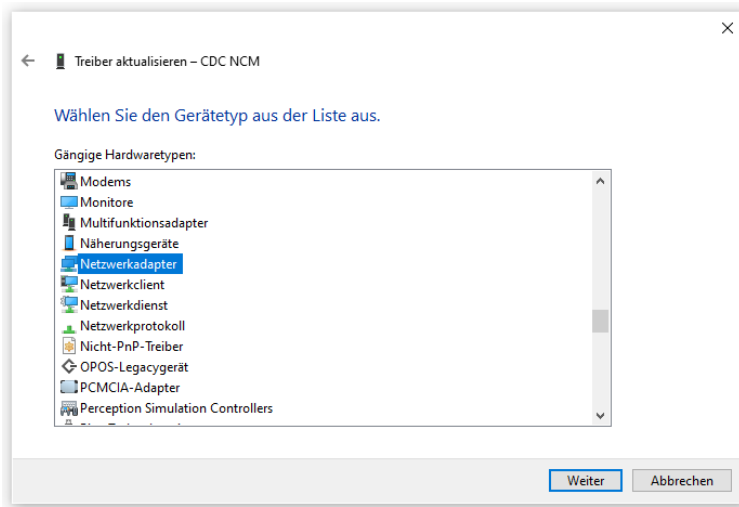 Treiber aktualisieren – CDC NCM
Wählen Sie den Gerätetyp aus der Liste aus.
Gängige Hardwaretypen:
Modems
Monitore
Multifunktionsadapter
Näherungsgeräte
Netzwerkadapter
Netzwerkclient
Netzwerkdienst
Netzwerkprotokoll
Nicht-PnP-Treiber
OPOS-Legacygerät
PCMCIA-Adapter
Perception Simulation Controllers
Weiter
Abbrechen